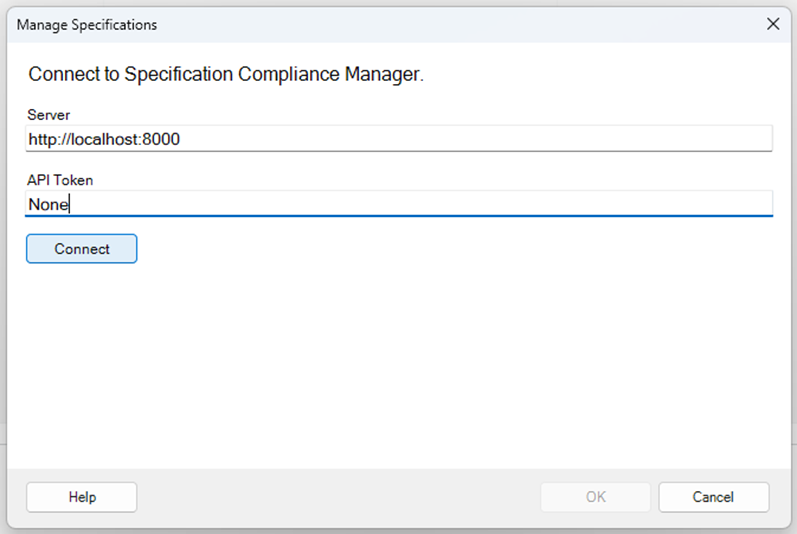 Manage Specifications
Connect to Specification Compliance Manager.
Server
http://localhost:8000
API Token
None
Connect
Help
OK
Cancel